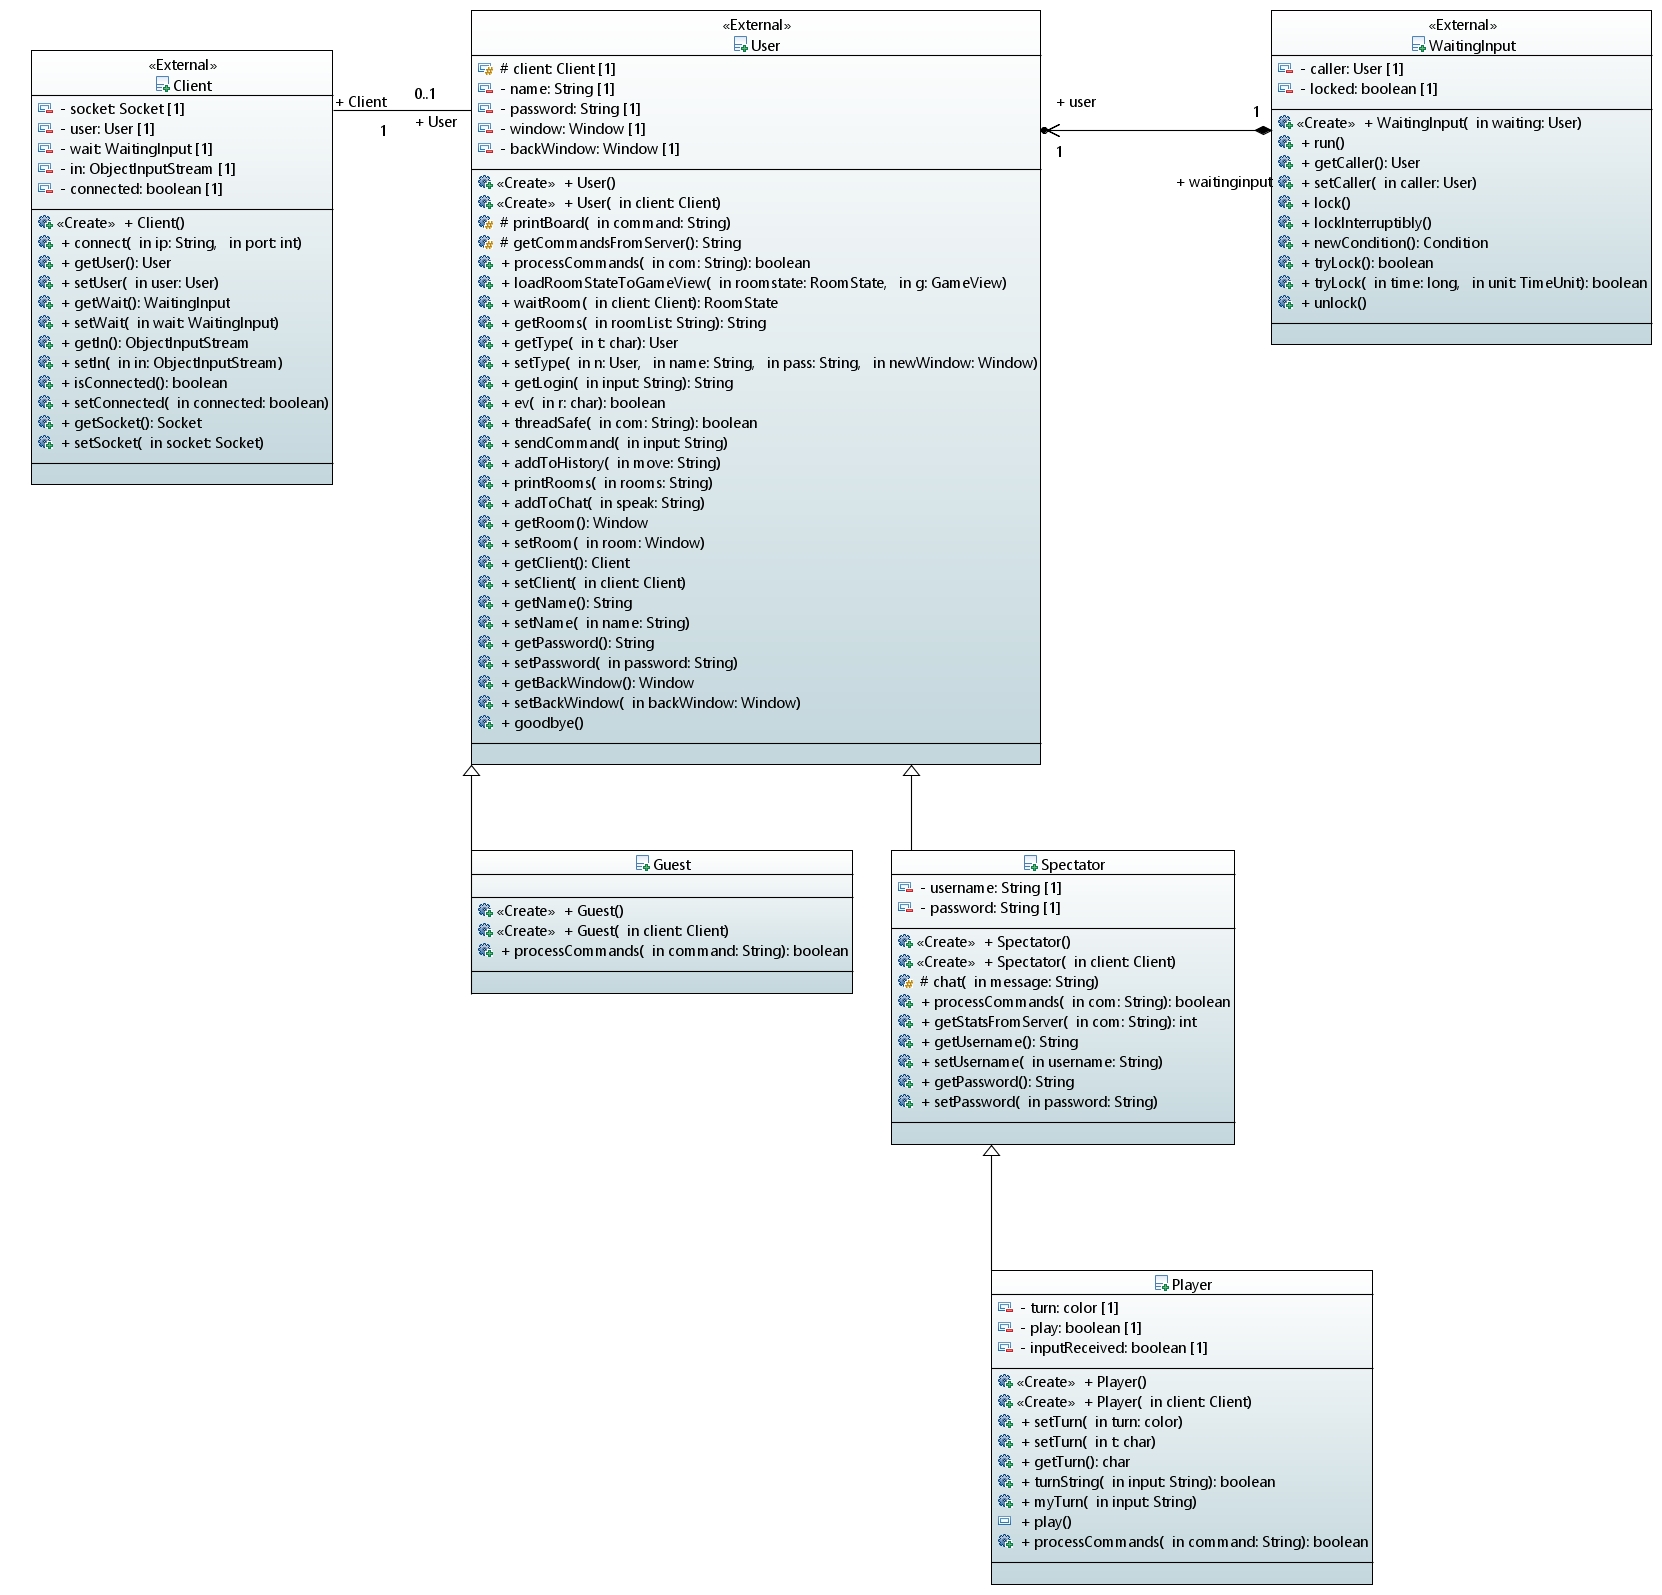 «External»
Client
- socket: Socket [1]
- user: User [1]
- wait: WaitingInput [1]
- in: ObjectInputStream [1]
- connected: boolean [1]
«Create» + Client()
+ connect( in ip: String, in port: int)
+ getUser(): User
+ setUser( in user: User)
+ getWait(): WaitingInput
+ setWait( in wait: WaitingInput)
+ getIn(): ObjectInputStream
+ setIn( in in: ObjectInputStream)
+ isConnected(): boolean
+ setConnected( in connected: boolean)
+ getSocket(): Socket
+ setSocket( in socket: Socket)
+ Client
1
0..1
+ User
«External»
User
# client: Client [1]
- name: String [1]
- password: String [1]
- window: Window [1]
- backWindow: Window [1]
«Create» + User()
«Create» + User( in client: Client)
# printBoard( in command: String)
# getCommandsFromServer(): String
+ processCommands( in com: String): boolean
+ loadRoomStateToGameView( in roomstate: RoomState, in g: GameView)
+ waitRoom( in client: Client): RoomState
+ getRooms( in roomList: String): String
+ getType( in t: char): User
+ setType( in n: User, in name: String, in pass: String, in newWindow: Window)
+ getLogin( in input: String): String
+ ev( in r: char): boolean
+ threadSafe( in com: String): boolean
+ sendCommand( in input: String)
+ addToHistory( in move: String)
+ printRooms( in rooms: String)
+ addToChat( in speak: String)
+ getRoom(): Window
+ setRoom( in room: Window)
+ getClient(): Client
+ setClient( in client: Client)
+ getName(): String
+ setName( in name: String)
+ getPassword(): String
+ setPassword( in password: String)
+ getBackWindow(): Window
+ setBackWindow( in backWindow: Window)
+ goodbye()
+ user
1
1
+ waitinginput
«External»
WaitingInput
- caller: User [1]
- locked: boolean [1]
«Create» + WaitingInput( in waiting: User)
+ run()
+ getCaller(): User
+ setCaller( in caller: User)
+ lock()
+ lockInterruptibly()
+ newCondition(): Condition
+ tryLock(): boolean
+ tryLock( in time: long, in unit: TimeUnit): boolean
+ unlock()
Guest
«Create» + Guest()
«Create» + Guest( in client: Client)
+ processCommands( in command: String): boolean
Spectator
- username: String [1]
- password: String [1]
«Create» + Spectator()
«Create» + Spectator( in client: Client)
# chat( in message: String)
+ processCommands( in com: String): boolean
+ getStatsFromServer( in com: String): int
+ getUsername(): String
+ setUsername( in username: String)
+ getPassword(): String
+ setPassword( in password: String)
Player
- turn: color [1]
- play: boolean [1]
- inputReceived: boolean [1]
«Create» + Player()
«Create» + Player( in client: Client)
+ setTurn( in turn: color)
+ setTurn( in t: char)
+ getTurn(): char
+ turnString( in input: String): boolean
+ myTurn( in input: String)
+ play()
+ processCommands( in command: String): boolean